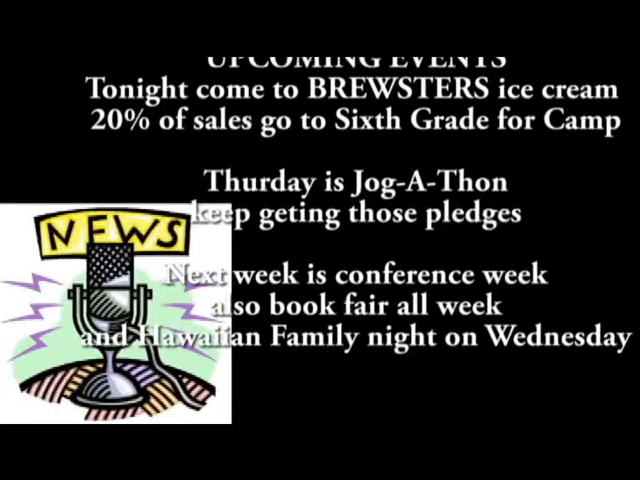 UPCOMING EVENTS
Tonight come to BREWSTERS ice cream
20% of sales go to Sixth Grade for Camp
Thurday is Jog-A-Thon
keep geting those pledges
NEWS
Next week is conference week
also book fair all week
and Hawaiian Family night on Wednesday